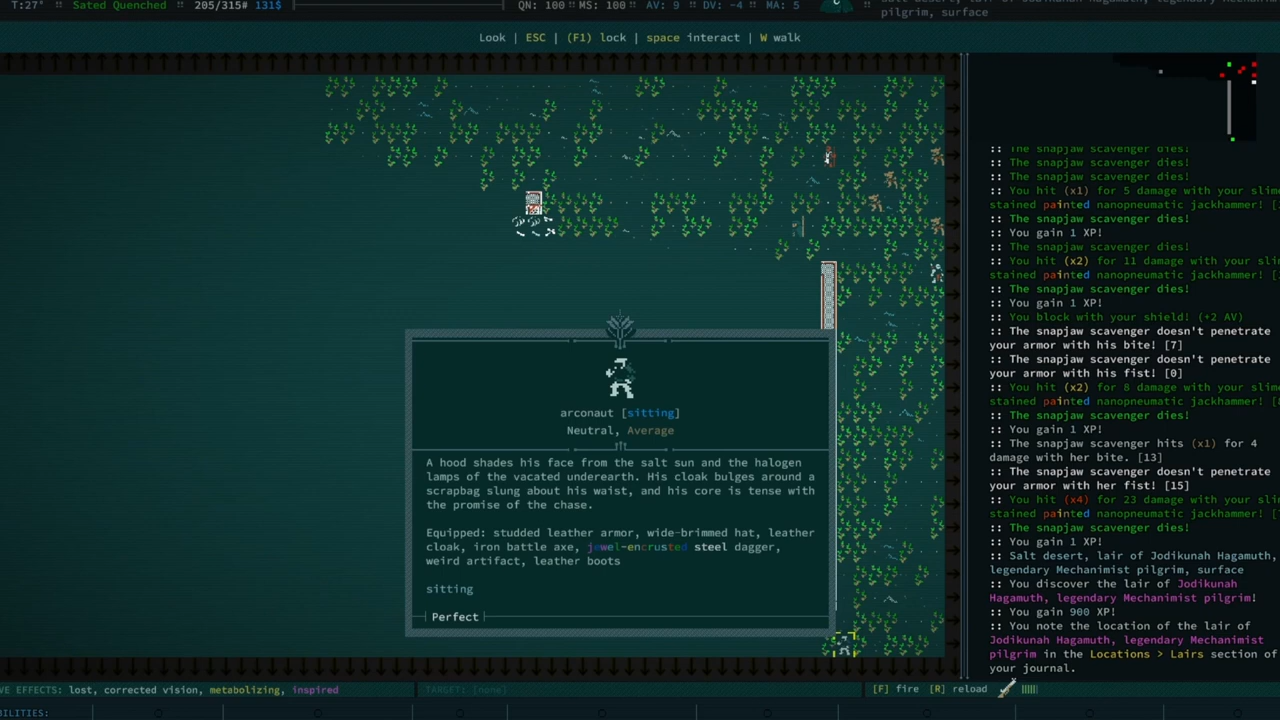 T:27° :: Sated Quenched :: 205/315# 131$ QN: 100 :: MS: 100 :: AV: 9 :: DV: -4 :: MA: 5 ::
pilgrim, surface
Look | ESC | (F1) lock | space interact | W walk
:: The snapjaw scavenger dies!
:: The snapjaw scavenger dies!
:: The snapjaw scavenger dies!
:: You hit (x1) for 5 damage with your slime
stained painted nanopneumatic jackhammer! [
:: The snapjaw scavenger dies!
:: You gain 1 XP!
:: The snapjaw scavenger dies!
:: You hit (x2) for 11 damage with your slime
stained painted nanopneumatic jackhammer! [
:: The snapjaw scavenger dies!
:: You gain 1 XP!
:: You block with your shield! (+2 AV)
:: The snapjaw scavenger doesn't penetrate
your armor with his bite! [7]
:: The snapjaw scavenger doesn't penetrate
your armor with his fist! [0]
:: You hit (x2) for 8 damage with your slime
stained painted nanopneumatic jackhammer! [
:: The snapjaw scavenger dies!
:: You gain 1 XP!
:: The snapjaw scavenger hits (x1) for 4
damage with her bite. [13]
:: The snapjaw scavenger doesn't penetrate
your armor with her fist! [15]
:: You hit (x4) for 23 damage with your slim
stained painted nanopneumatic jackhammer! [
:: The snapjaw scavenger dies!
:: You gain 1 XP!
:: Salt desert, lair of Jodikunah Hagamuth,
legendary Mechanimist pilgrim, surface
:: You discover the lair of Jodikunah
Hagamuth, legendary Mechanimist pilgrim!
:: You gain 900 XP!
:: You note the location of the lair of
Jodikunah Hagamuth, legendary Mechanimist
pilgrim in the Locations > Lairs section of
your journal.
arconaut [sitting]
Neutral, Average
A hood shades his face from the salt sun and the halogen
lamps of the vacated underearth. His cloak bulges around a
scrapbag slung about his waist, and his core is tense with
the promise of the chase.
Equipped: studded leather armor, wide-brimmed hat, leather
cloak, iron battle axe, jewel-encrusted steel dagger,
weird artifact, leather boots
sitting
Perfect
VE EFFECTS: lost, corrected vision, metabolizing, inspired
TARGET: [none]
[F] fire [R] reload
BILITIES: